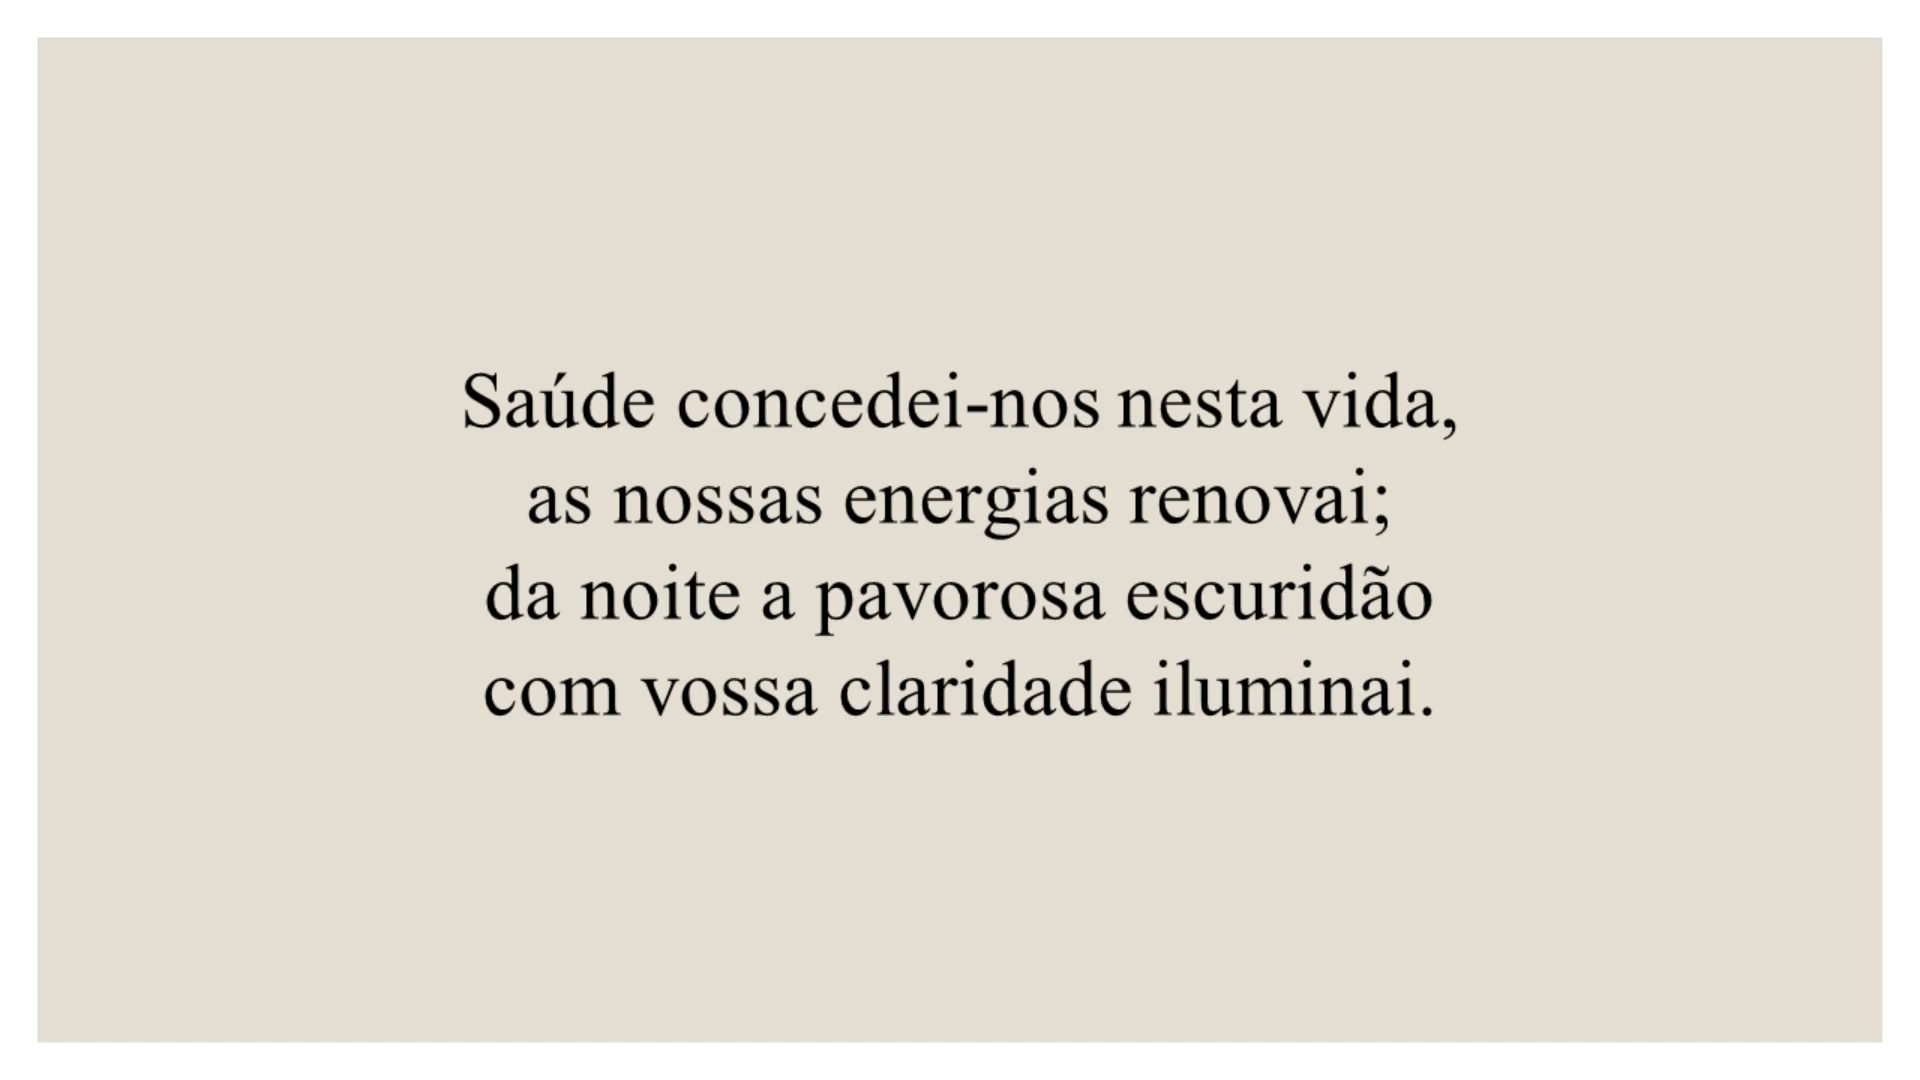 Saúde concedei-nos nesta vida,
as nossas energias renovai;
da noite a pavorosa escuridão
com vossa claridade iluminai.